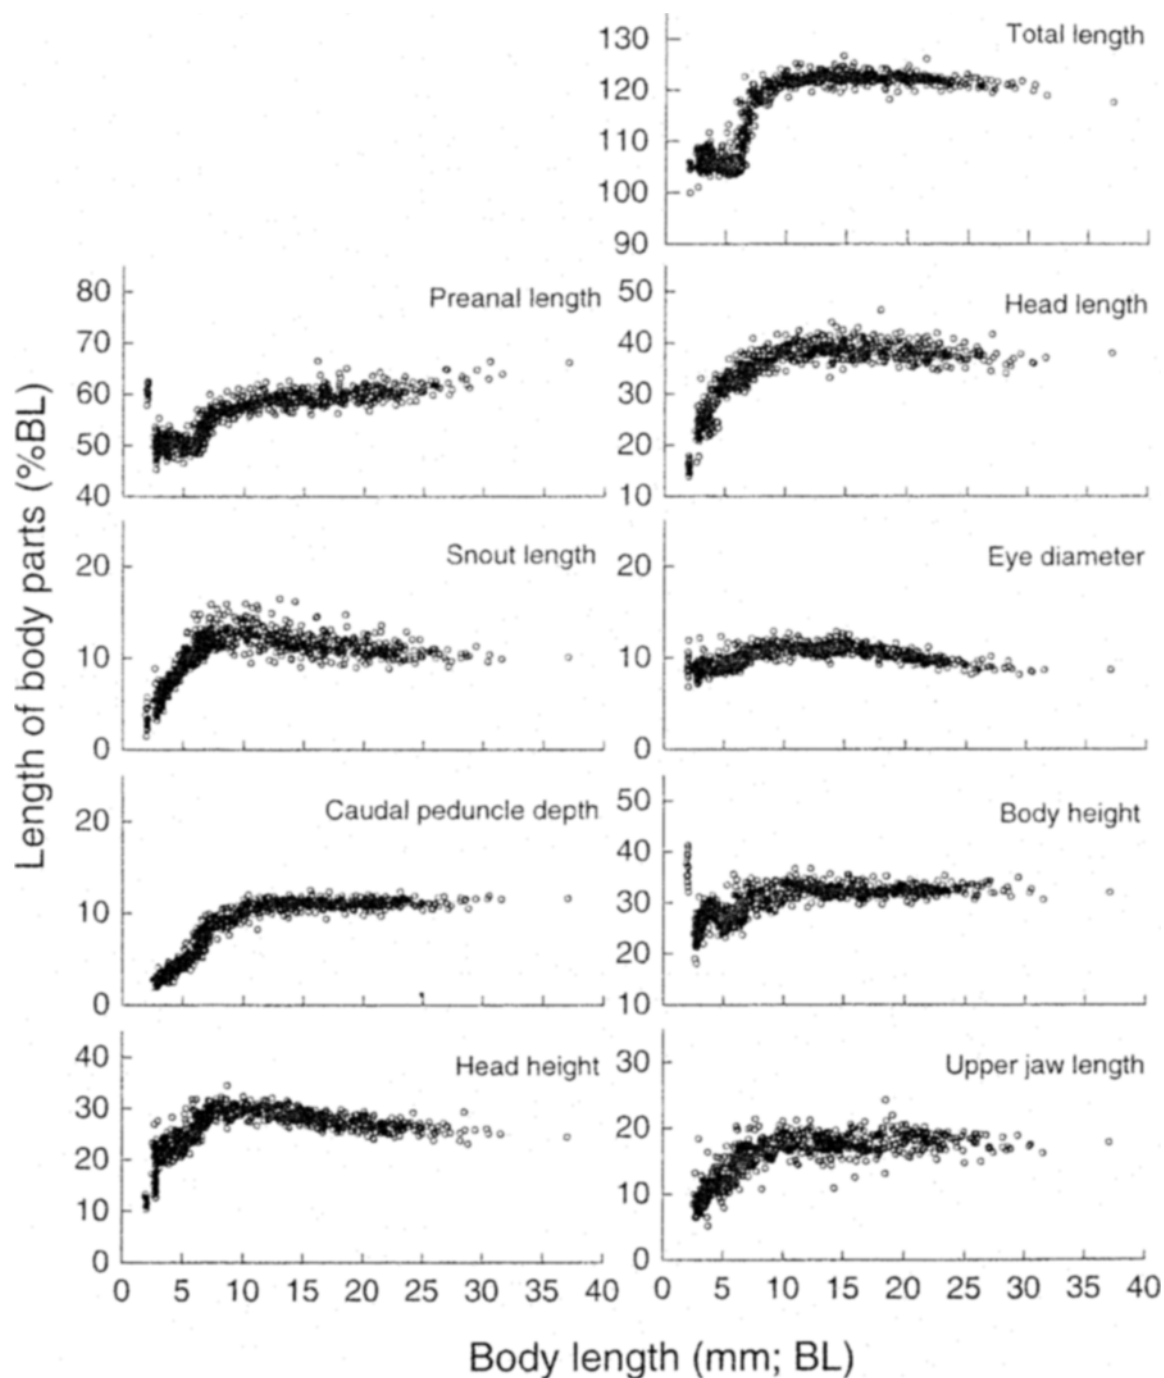 Total length
130
120
110
100
90
Preanal length
80
70
60
50
40
Head length
50
40
30
20
10
Snout length
20
10
0
Eye diameter
20
10
0
Caudal peduncle depth
20
10
0
Body height
50
40
30
20
10
Head height
40
30
20
10
0
Upper jaw length
30
20
10
0
0 5 10 15 20 25 30 35 40
0 5 10 15 20 25 30 35 40
Length of body parts (%BL)
Body length (mm; BL)